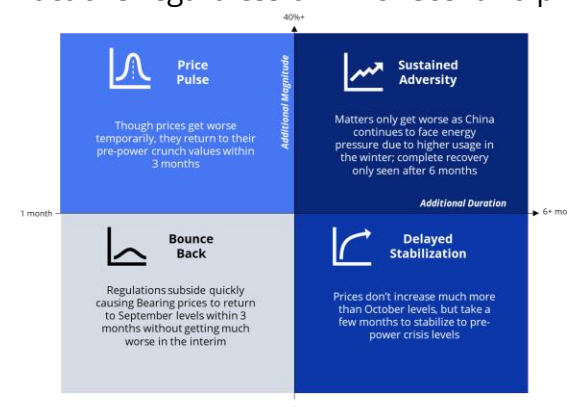 40%+
Price
Pulse
Though prices get worse
temporarily, they return to their
pre-power crunch values within
3 months
Additional Magnitude
Sustained
Adversity
Matters only get worse as China
continues to face energy
pressure due to higher usage in
the winter; complete recovery
only seen after 6 months
Additional Duration
1 month
6+ mo
Bounce
Back
Regulations subside quickly
causing Bearing prices to return
to September levels within 3
months without getting much
worse in the interim
Delayed
Stabilization
Prices don't increase much more
than October levels, but take a
few months to stabilize to pre-
power crisis levels